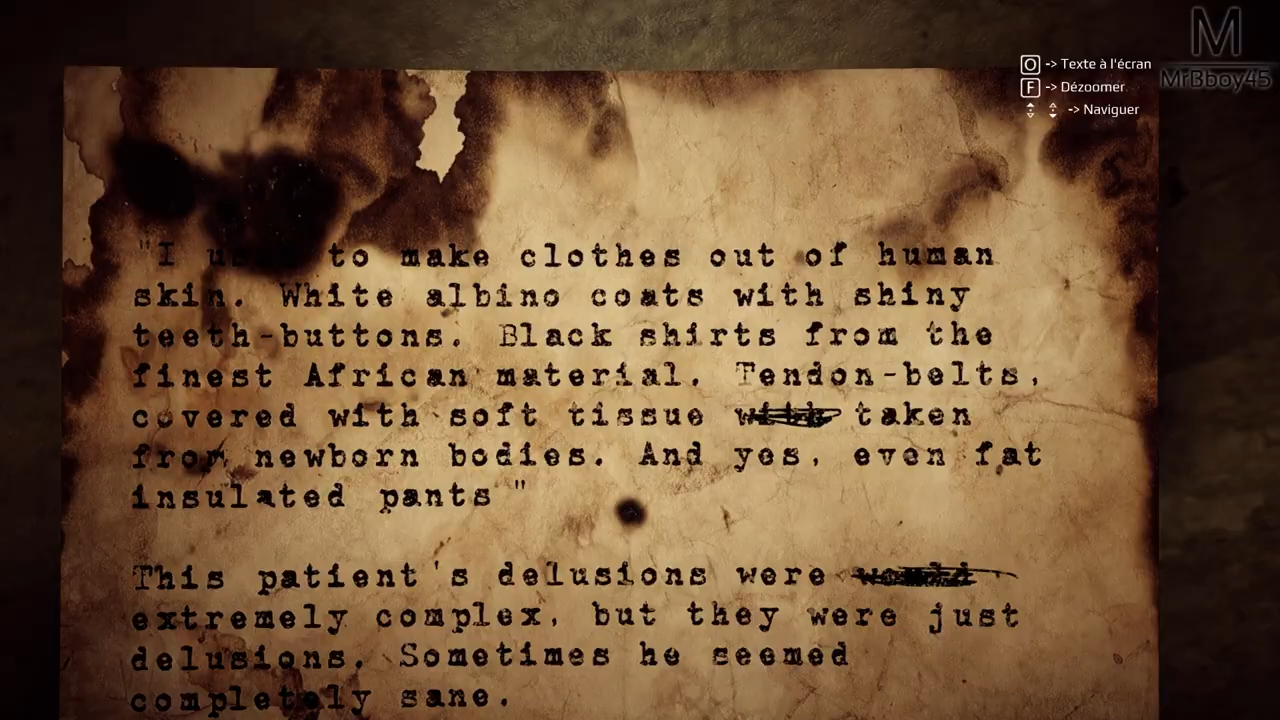 M
MrBboy45
O -> Texte à l'écran
F -> Dézoomer
-> Naviguer
"I used to make clothes out of human
skin. White albino coats with shiny
teeth-buttons. Black shirts from the
finest African material. Tendon-belts,
covered with soft tissue with taken
from newborn bodies. And yes, even fat
insulated pants"
This patient's delusions were
extremely complex, but they were just
delusions. Sometimes he seemed
completely sane.